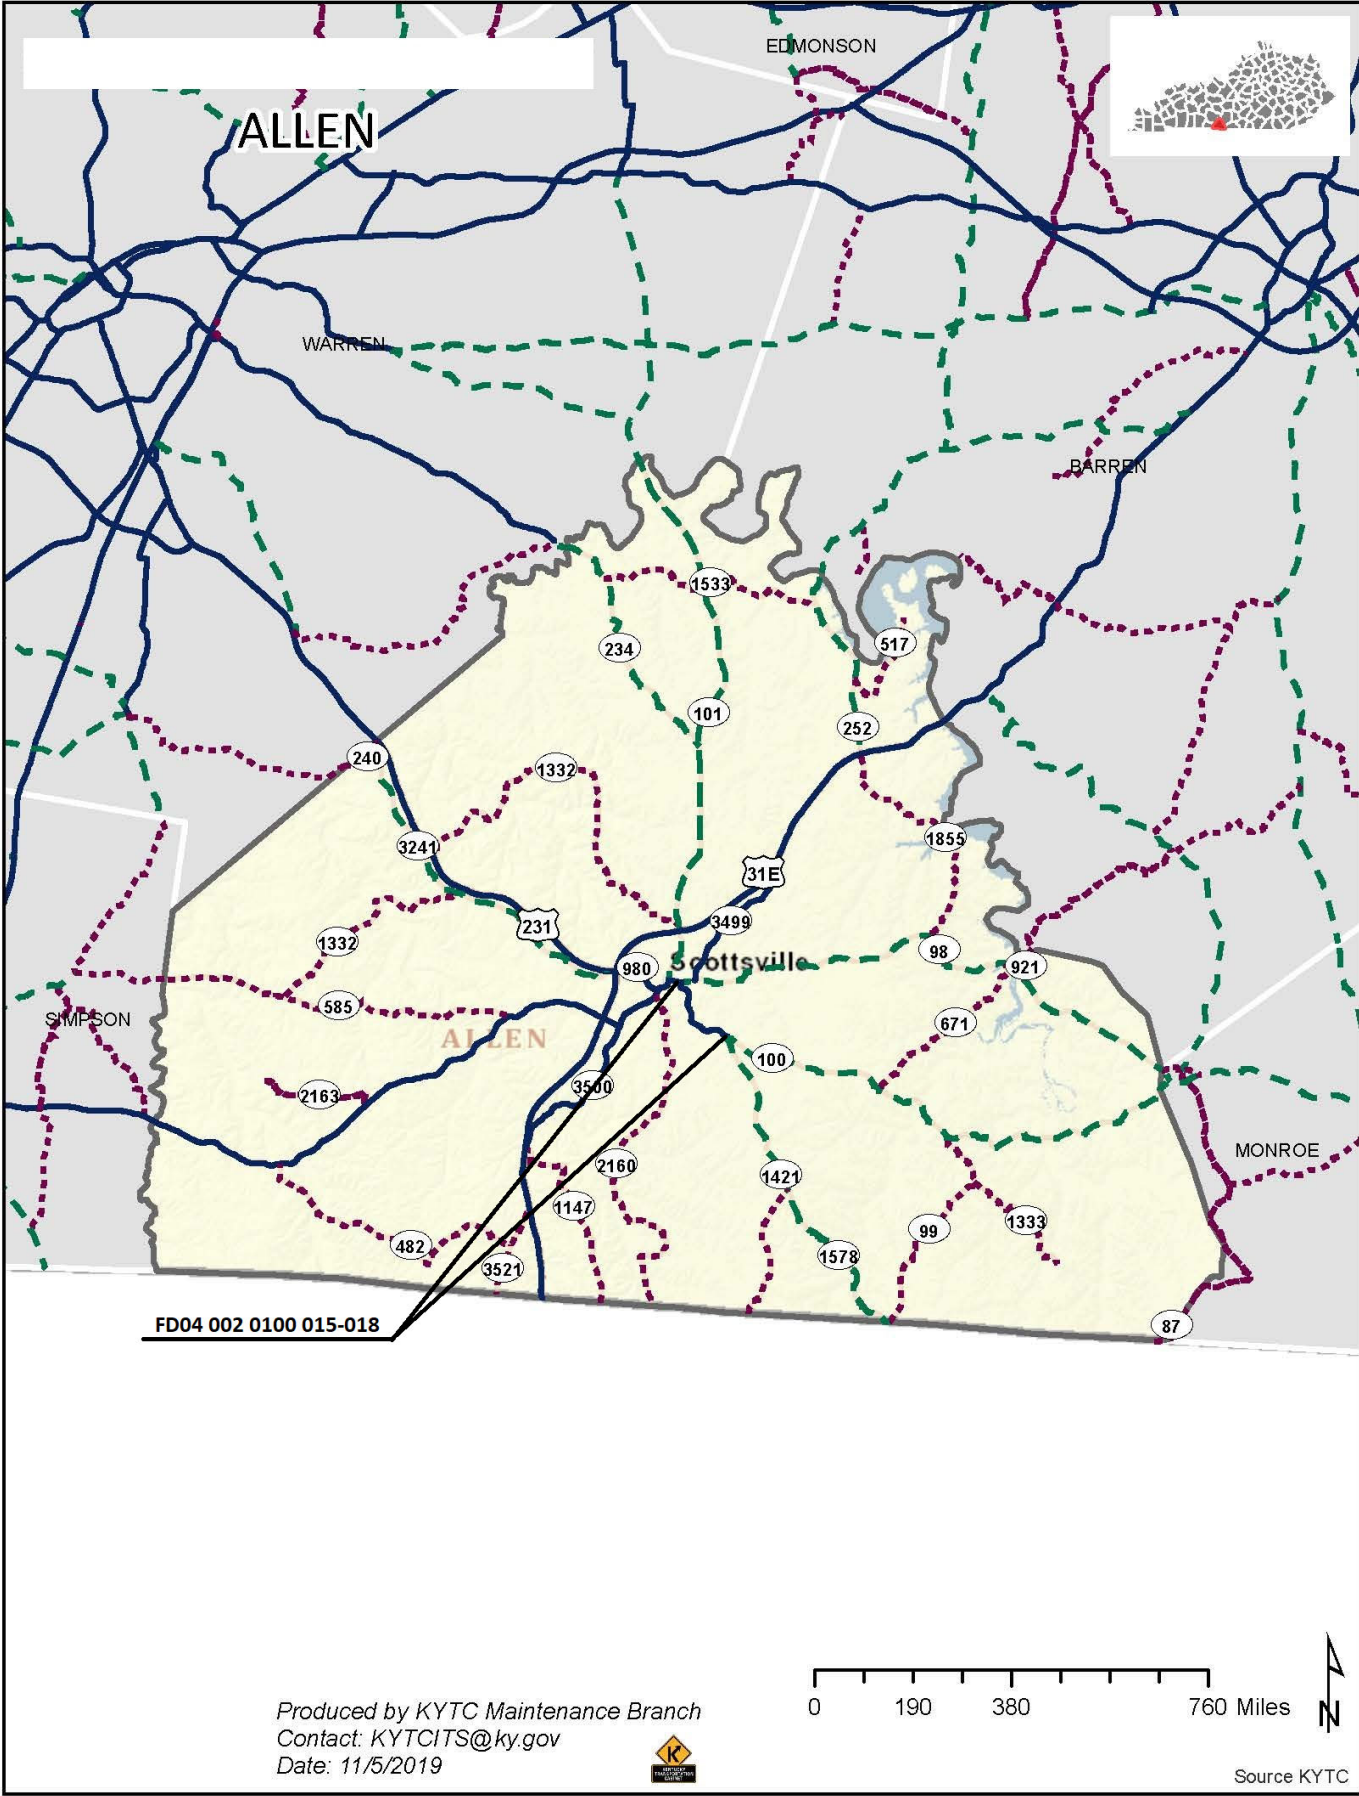 EDMONSON
ALLEN
WARREN
BARREN
1533
234
517
101
252
240
1332
3241
1855
31E
3499
231
1332
98
980
Scottsville
921
585
SIMPSON
671
ALLEN
100
3500
2163
MONROE
2160
1421
1147
1333
99
482
1578
3521
FD04 002 0100 015-018
87
0 190 380 760 Miles
N
Produced by KYTC Maintenance Branch
Contact: KYTCITS@ky.gov
Date: 11/5/2019
KENTUCKY
TRANSPORTATION
CABINET
Source KYTC